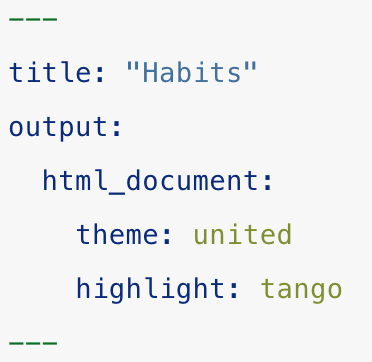 ---
title: "Habits"
output:
  html_document:
    theme: united
    highlight: tango
---